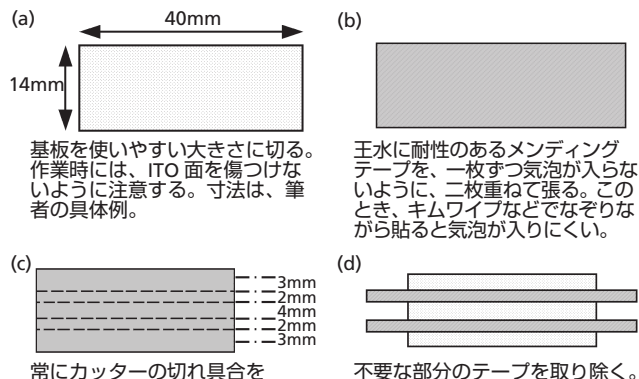 (a)
40mm
14mm
基板を使いやすい大きさに切る。
作業時には、ITO 面を傷つけな
いように注意する。寸法は、筆
者の具体例。
(b)
王水に耐性のあるメンディング
テープを、一枚ずつ気泡が入らな
いように、二枚重ねて張る。この
とき、キムワイプなどでなぞりな
がら貼ると気泡が入りにくい。
(c)
3mm
2mm
4mm
2mm
3mm
常にカッターの切れ具合を
(d)
不要な部分のテープを取り除く。